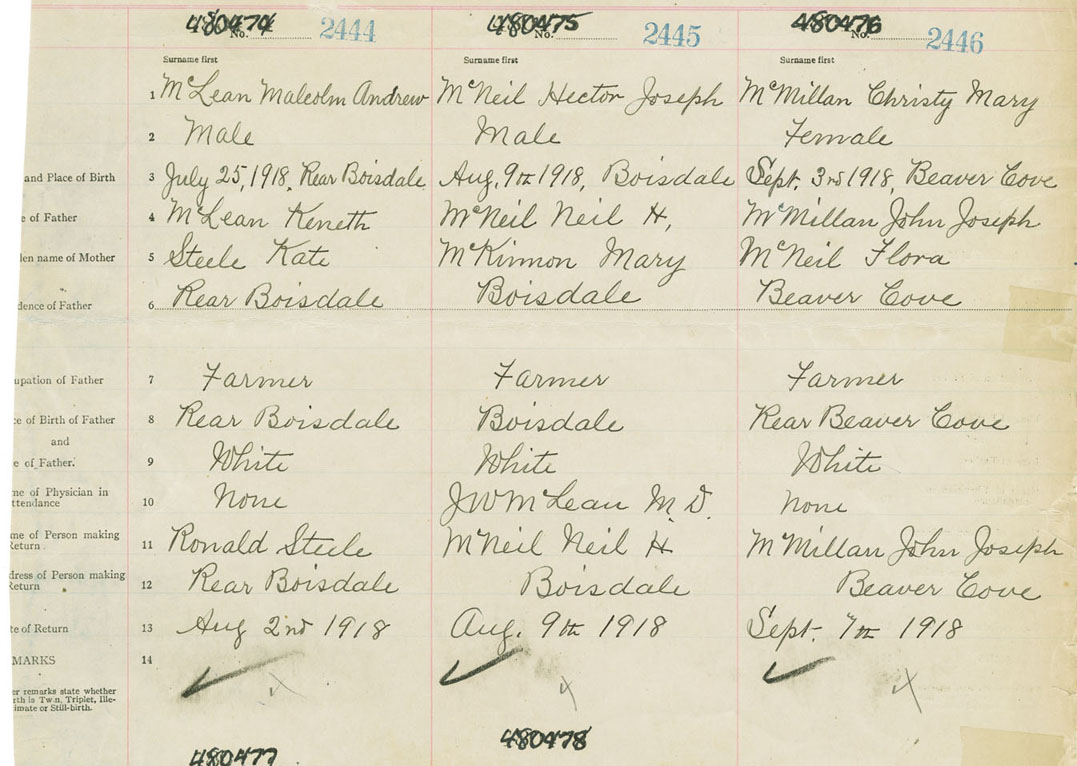 480474 480475 480476
No. 2444 No. 2445 No. 2446
Surname first Surname first Surname first
1 McLean Malcolm Andrew McNeil Hector Joseph McMillan Christy Mary
2 Male Male Female
and Place of Birth 3 July 25, 1918, Rear Boisdale Aug. 9th 1918, Boisdale Sept. 3rd 1918, Beaver Cove
e of Father 4 McLean Keneth McNeil Neil H. McMillan John Joseph
den name of Mother 5 Steele Kate McKinnon Mary McNeil Flora
dence of Father 6 Rear Boisdale Boisdale Beaver Cove
upation of Father 7 Farmer Farmer Farmer
ce of Birth of Father 8 Rear Boisdale Boisdale Rear Beaver Cove
and
e of Father. 9 White White White
me of Physician in
ttendance 10 None JW McLean M.D. None
me of Person making
Return 11 Ronald Steele McNeil Neil H McMillan John Joseph
dress of Person making
Return 12 Rear Boisdale Boisdale Beaver Cove
te of Return 13 Aug 2nd 1918 Aug. 9th 1918 Sept. 7th 1918
MARKS 14
er remarks state whether
rth is Twin, Triplet, Ille-
imate or Still-birth.
480477 480478